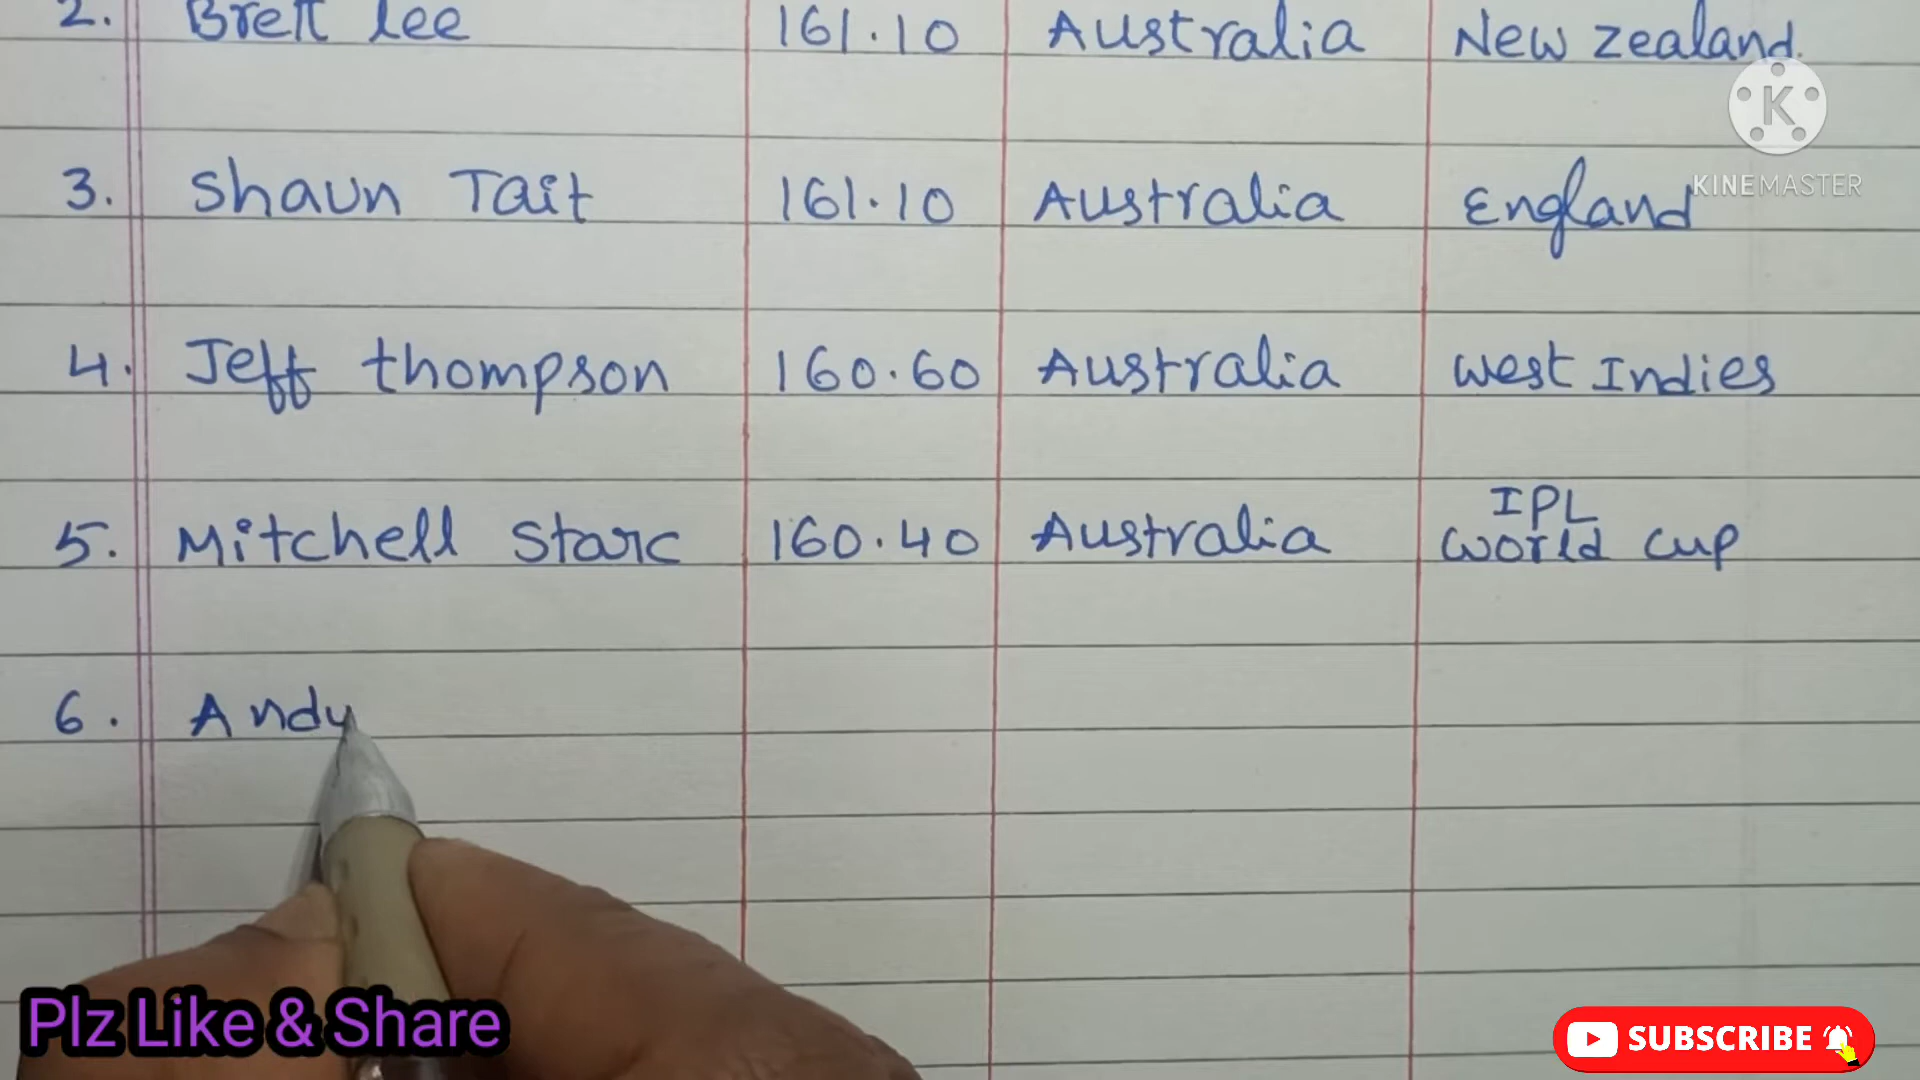 2. Brett lee 161.10 Australia New zealand.
3. Shaun Tait 161.10 Australia England
4. Jeff thompson 160.60 Australia West Indies
IPL
5. Mitchell Starc 160.40 Australia World cup
6. Andy
K
KINEMASTER
Plz Like & Share
SUBSCRIBE